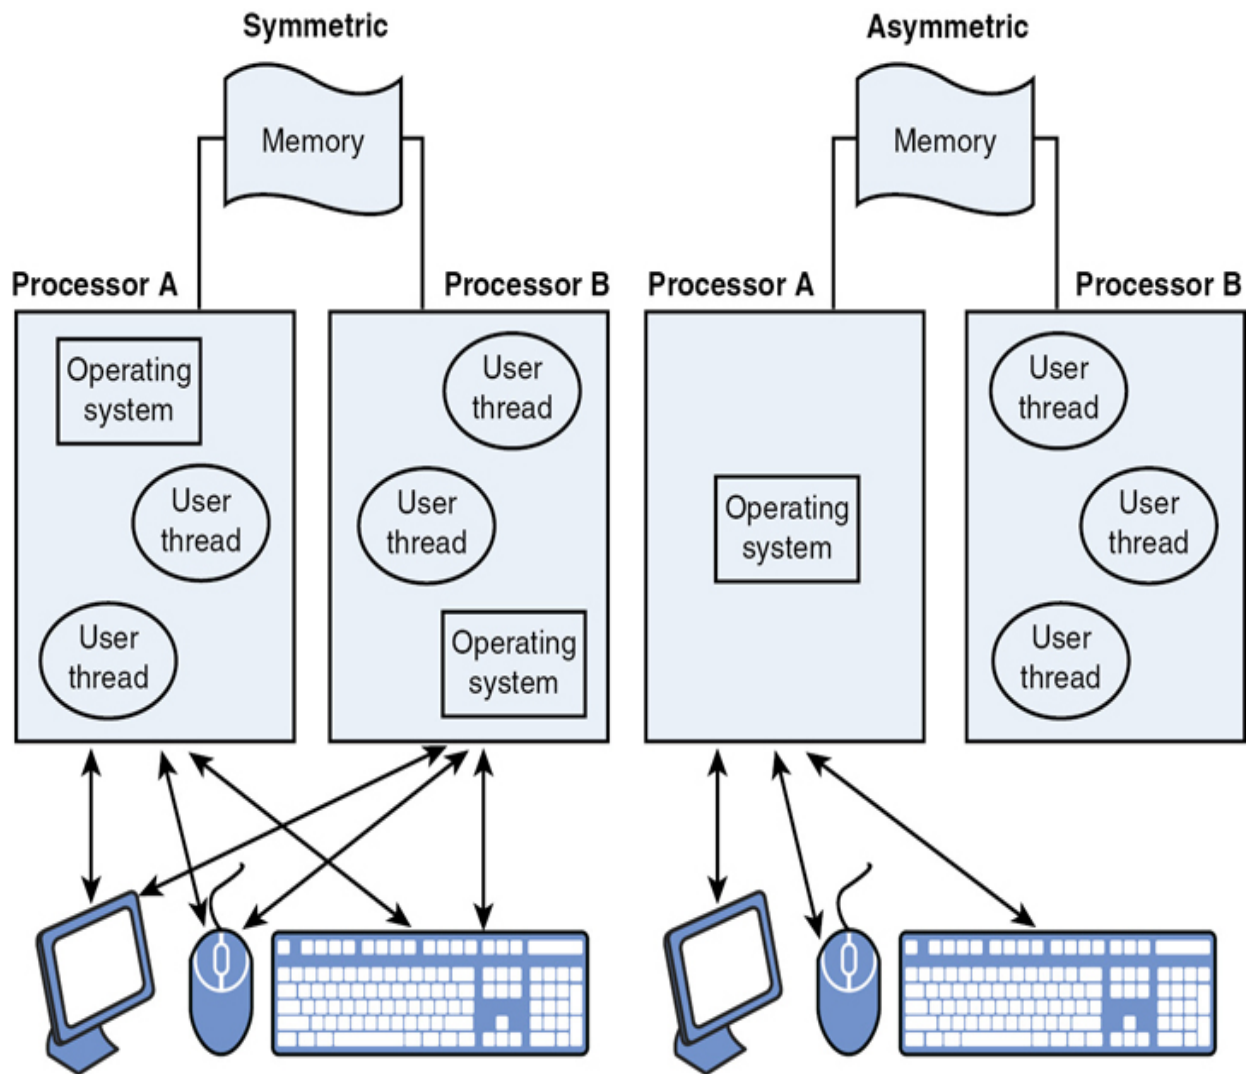 Symmetric
Memory
Processor A
Processor B
Operating
system
User
thread
User
thread
User
thread
User
thread
Operating
system
Asymmetric
Memory
Processor A
Processor B
Operating
system
User
thread
User
thread
User
thread